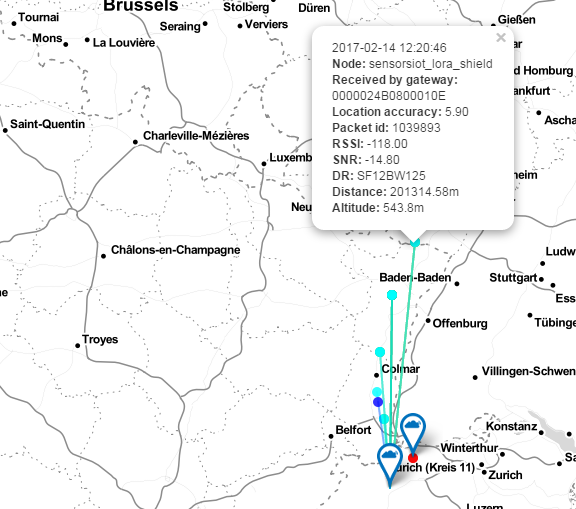 Brussels
Stolberg
Düren
Tournai
Seraing
Verviers
Gießen
Mons
La Louvière
2017-02-14 12:20:46
×
Node: sensorsiot_lora_shield
Received by gateway:
0000024B0800010E
Location accuracy: 5.90
Packet id: 1039893
RSSI: -118.00
SNR: -14.80
DR: SF12BW125
Distance: 201314.58m
Altitude: 543.8m
ar
d Homburg
ankfurt
Ascha
Saint-Quentin
Charleville-Mézières
Luxemb
heim
Neu
Châlons-en-Champagne
Ludw
Baden-Baden
Stuttgart
Ess
Offenburg
Tübinge
Troyes
Colmar
Villingen-Schwen
Belfort
Konstanz
Winterthur
Zurich (Kreis 11)
Sa
Zurich
Luzern